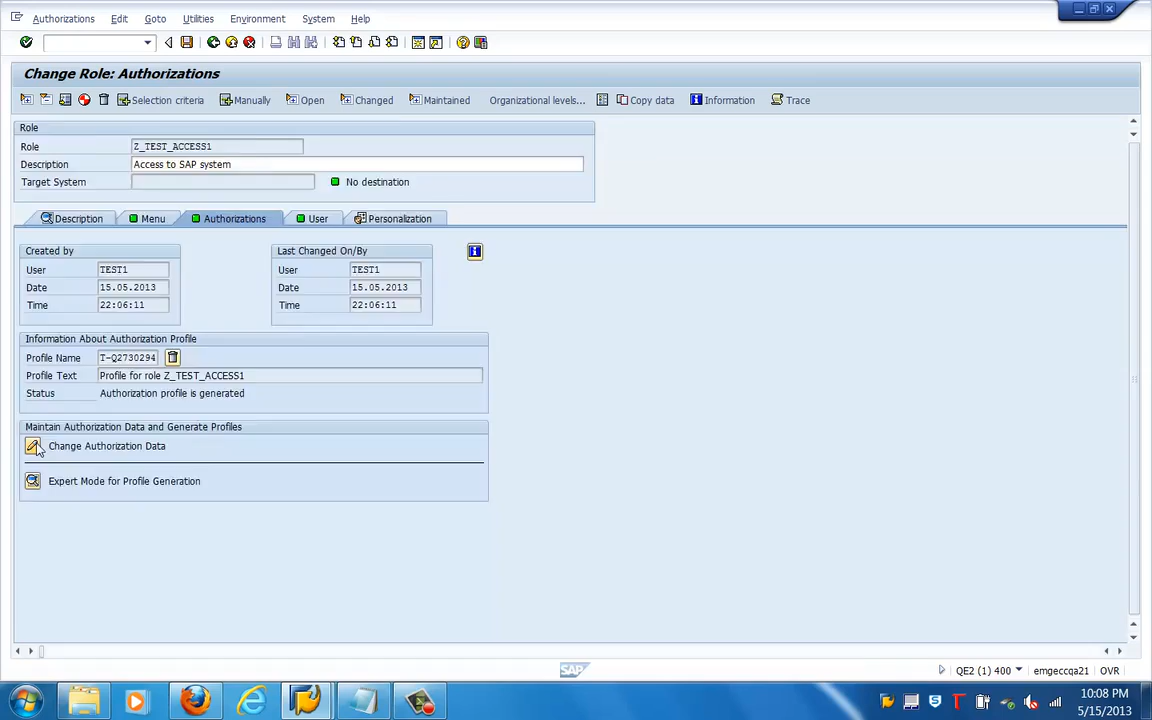 Authorizations Edit Goto Utilities Environment System Help
Change Role: Authorizations
Selection criteria Manually Open Changed Maintained Organizational levels... Copy data Information Trace
Role
Role Z_TEST_ACCESS1
Description Access to SAP system
Target System No destination
Description Menu Authorizations User Personalization
Created by Last Changed On/By
User TEST1 User TEST1
Date 15.05.2013 Date 15.05.2013
Time 22:06:11 Time 22:06:11
Information About Authorization Profile
Profile Name T-Q2730294
Profile Text Profile for role Z_TEST_ACCESS1
Status Authorization profile is generated
Maintain Authorization Data and Generate Profiles
Change Authorization Data
Expert Mode for Profile Generation
SAP
QE2 (1) 400 emgeccqa21 OVR
10:08 PM
5/15/2013